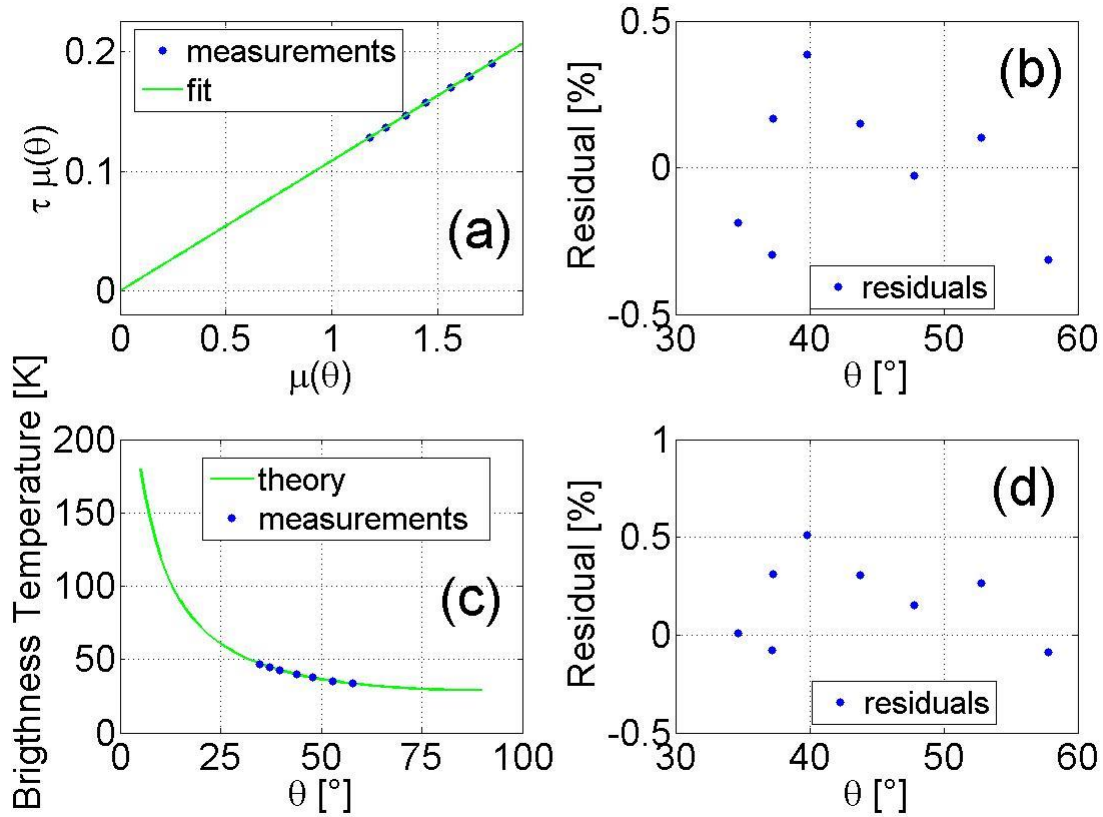 0.2
0.1
0
τ μ(θ)
measurements
fit
(a)
0 0.5 1 1.5
μ(θ)
0.5
0
-0.5
Residual [%]
(b)
residuals
30 40 50 60
θ [°]
200
150
100
50
0
Brigthness Temperature [K]
theory
measurements
(c)
0 25 50 75 100
θ [°]
1
0.5
0
-0.5
Residual [%]
(d)
residuals
30 40 50 60
θ [°]